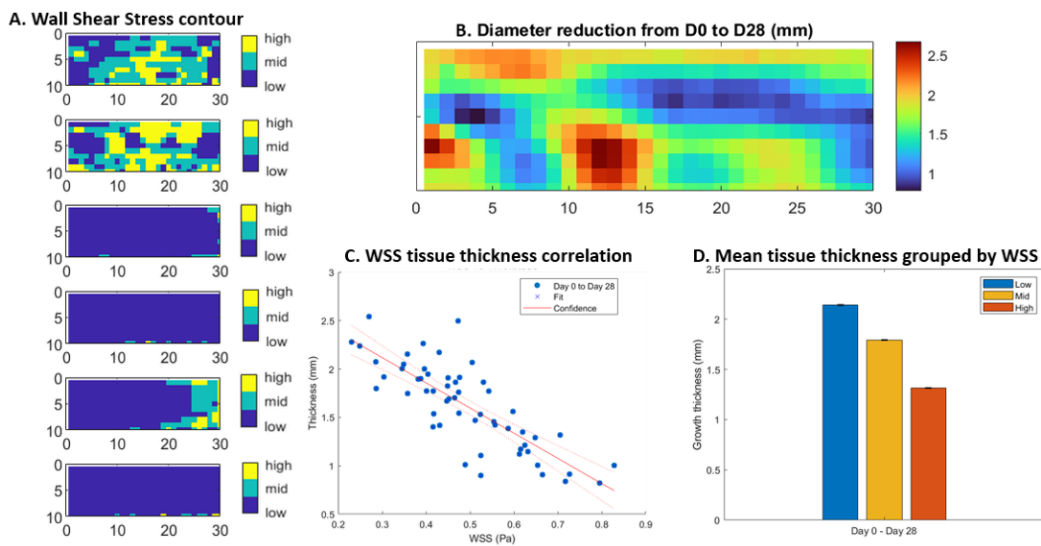 A. Wall Shear Stress contour
0
5
10
0 10 20 30
high
mid
low
0
5
10
0 10 20 30
high
mid
low
0
5
10
0 10 20 30
high
mid
low
0
5
10
0 10 20 30
high
mid
low
0
5
10
0 10 20 30
high
mid
low
0
5
10
0 10 20 30
high
mid
low
B. Diameter reduction from D0 to D28 (mm)
0 5 10 15 20 25 30
2.5
2
1.5
1
C. WSS tissue thickness correlation
Day 0 to Day 28
Fit
Confidence
Thickness (mm)
3
2.5
2
1.5
1
0.5
0.2 0.3 0.4 0.5 0.6 0.7 0.8 0.9
WSS (Pa)
D. Mean tissue thickness grouped by WSS
Low
Mid
High
Growth thickness (mm)
2.5
2
1.5
1
0.5
0
Day 0 - Day 28